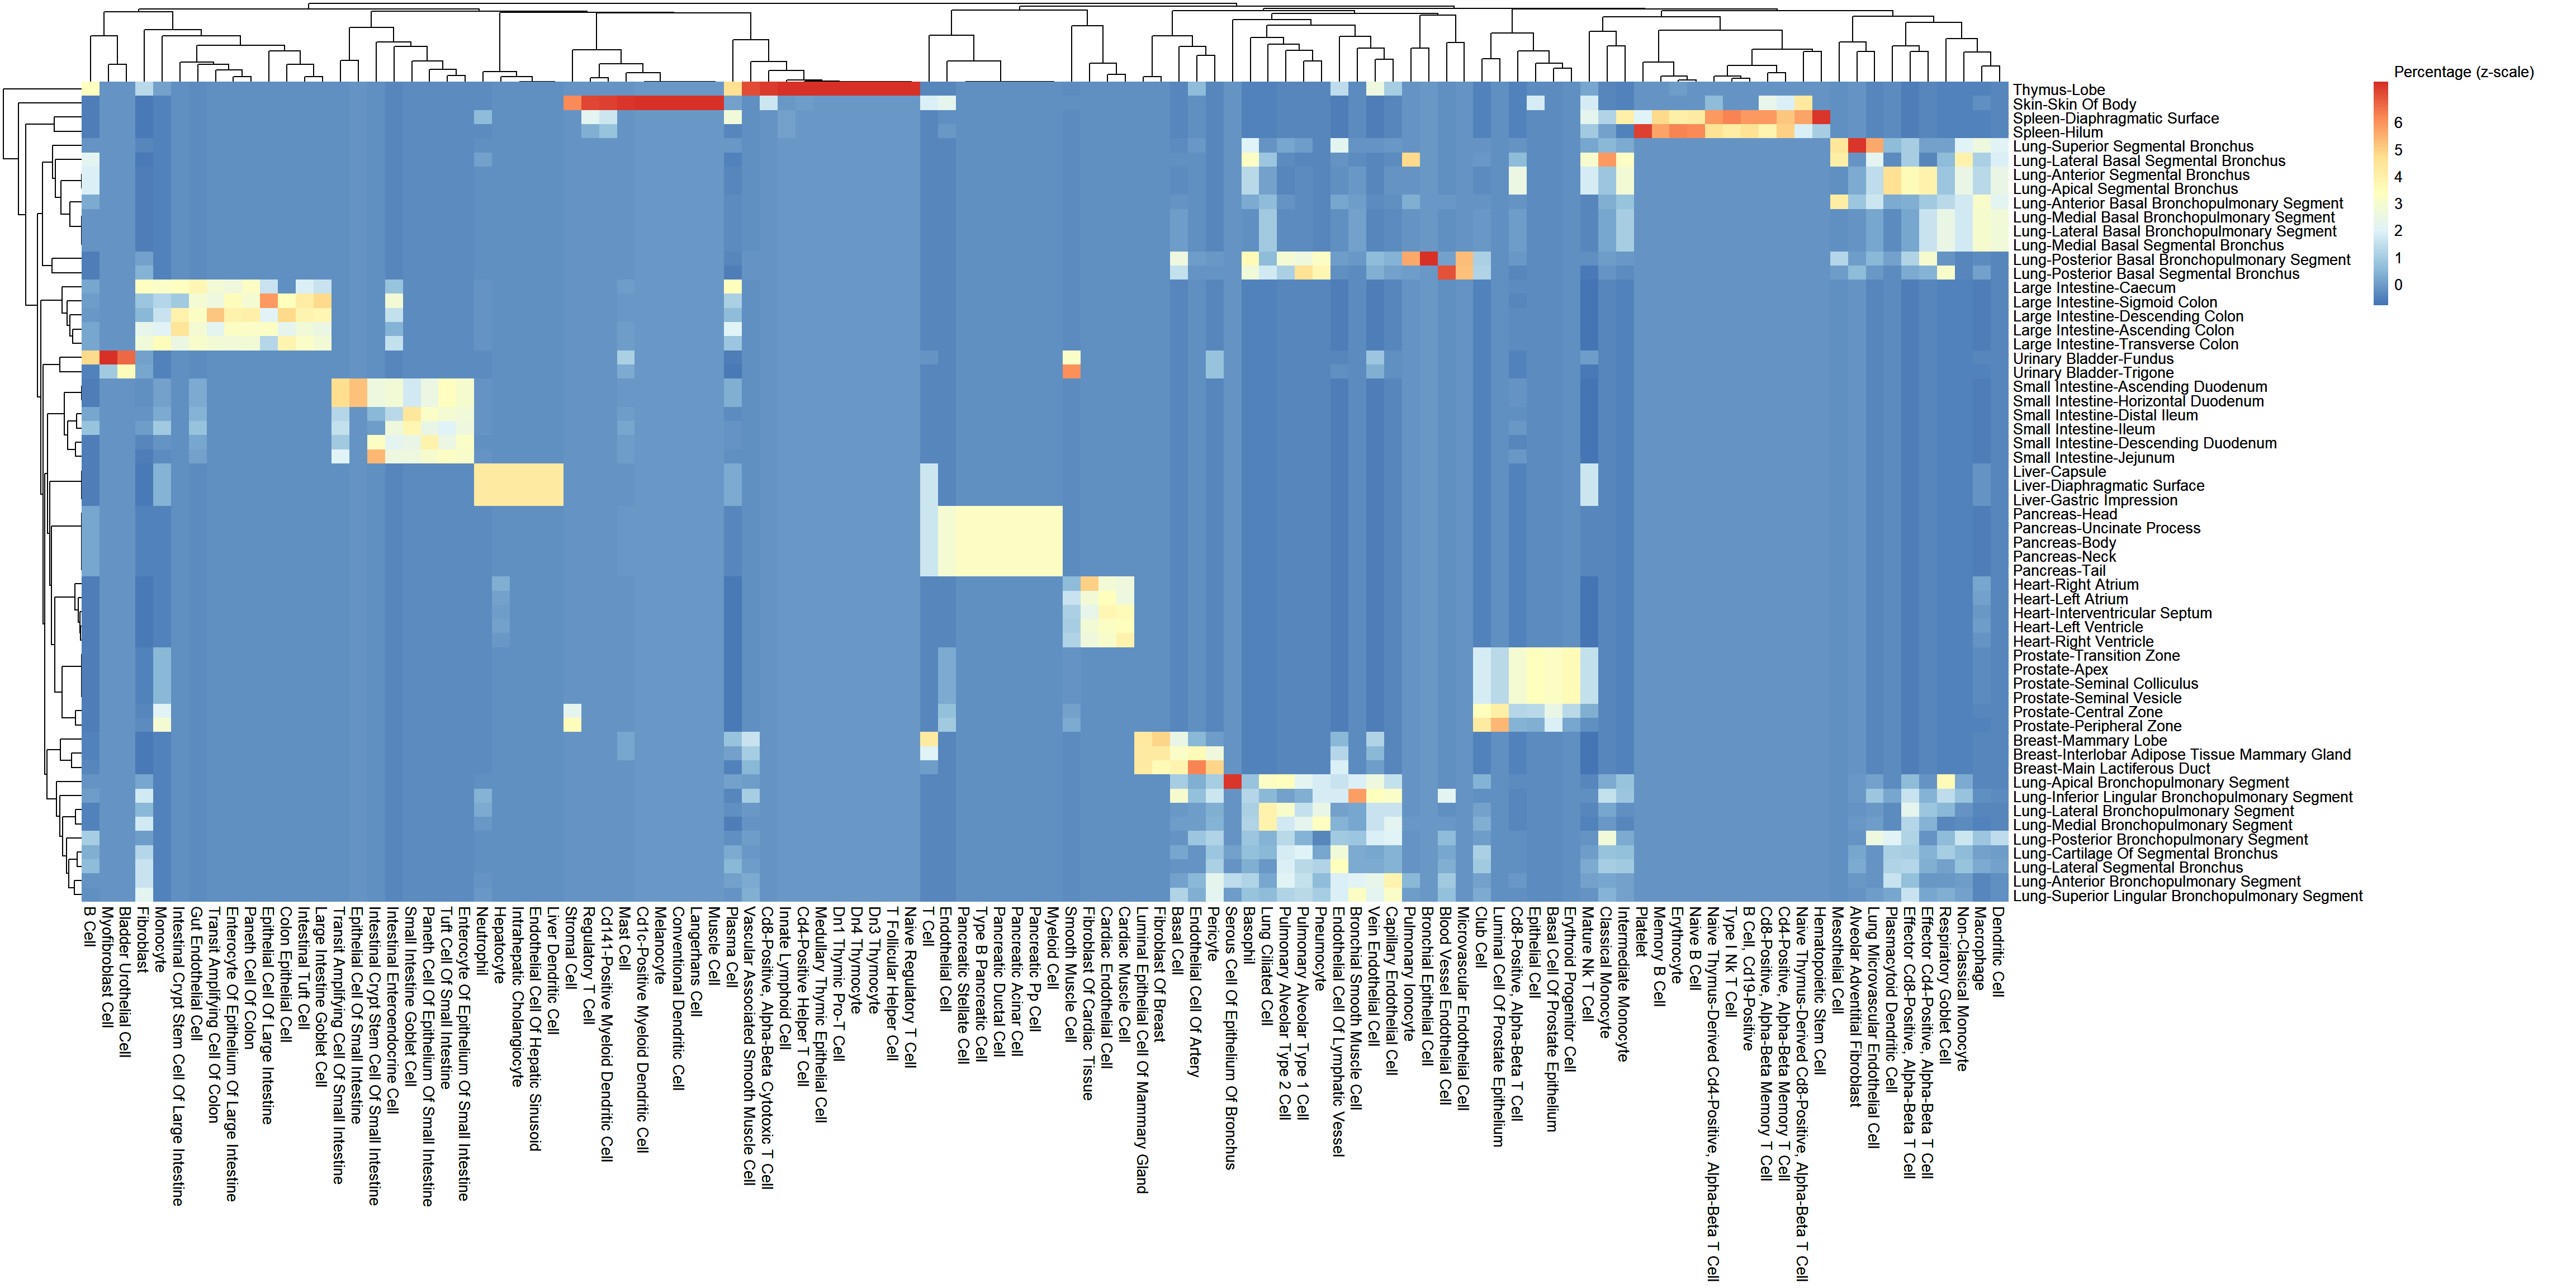 Percentage (z-scale)
6
5
4
3
2
1
0
Thymus-Lobe
Skin-Skin Of Body
Spleen-Diaphragmatic Surface
Spleen-Hilum
Lung-Superior Segmental Bronchus
Lung-Lateral Basal Segmental Bronchus
Lung-Anterior Segmental Bronchus
Lung-Apical Segmental Bronchus
Lung-Anterior Basal Bronchopulmonary Segment
Lung-Medial Basal Bronchopulmonary Segment
Lung-Lateral Basal Bronchopulmonary Segment
Lung-Medial Basal Segmental Bronchus
Lung-Posterior Basal Bronchopulmonary Segment
Lung-Posterior Basal Segmental Bronchus
Large Intestine-Caecum
Large Intestine-Sigmoid Colon
Large Intestine-Descending Colon
Large Intestine-Ascending Colon
Large Intestine-Transverse Colon
Urinary Bladder-Fundus
Urinary Bladder-Trigone
Small Intestine-Ascending Duodenum
Small Intestine-Horizontal Duodenum
Small Intestine-Distal Ileum
Small Intestine-Ileum
Small Intestine-Descending Duodenum
Small Intestine-Jejunum
Liver-Capsule
Liver-Diaphragmatic Surface
Liver-Gastric Impression
Pancreas-Head
Pancreas-Uncinate Process
Pancreas-Body
Pancreas-Neck
Pancreas-Tail
Heart-Right Atrium
Heart-Left Atrium
Heart-Interventricular Septum
Heart-Left Ventricle
Heart-Right Ventricle
Prostate-Transition Zone
Prostate-Apex
Prostate-Seminal Colliculus
Prostate-Seminal Vesicle
Prostate-Central Zone
Prostate-Peripheral Zone
Breast-Mammary Lobe
Breast-Interlobar Adipose Tissue Mammary Gland
Breast-Main Lactiferous Duct
Lung-Apical Bronchopulmonary Segment
Lung-Inferior Lingular Bronchopulmonary Segment
Lung-Lateral Bronchopulmonary Segment
Lung-Medial Bronchopulmonary Segment
Lung-Posterior Bronchopulmonary Segment
Lung-Cartilage Of Segmental Bronchus
Lung-Lateral Segmental Bronchus
Lung-Anterior Bronchopulmonary Segment
Lung-Superior Lingular Bronchopulmonary Segment
B Cell
Myofibroblast Cell
Bladder Urothelial Cell
Fibroblast
Monocyte
Intestinal Crypt Stem Cell Of Large Intestine
Gut Endothelial Cell
Transit Amplifying Cell Of Colon
Enterocyte Of Epithelium Of Large Intestine
Paneth Cell Of Colon
Epithelial Cell Of Large Intestine
Colon Epithelial Cell
Intestinal Tuft Cell
Large Intestine Goblet Cell
Transit Amplifying Cell Of Small Intestine
Epithelial Cell Of Small Intestine
Intestinal Crypt Stem Cell Of Small Intestine
Intestinal Enteroendocrine Cell
Small Intestine Goblet Cell
Paneth Cell Of Epithelium Of Small Intestine
Tuft Cell Of Small Intestine
Enterocyte Of Epithelium Of Small Intestine
Neutrophil
Hepatocyte
Intrahepatic Cholangiocyte
Endothelial Cell Of Hepatic Sinusoid
Liver Dendritic Cell
Stromal Cell
Regulatory T Cell
Cd141-Positive Myeloid Dendritic Cell
Mast Cell
Cd1c-Positive Myeloid Dendritic Cell
Melanocyte
Conventional Dendritic Cell
Langerhans Cell
Muscle Cell
Plasma Cell
Vascular Associated Smooth Muscle Cell
Cd8-Positive, Alpha-Beta Cytotoxic T Cell
Innate Lymphoid Cell
Cd4-Positive Helper T Cell
Medullary Thymic Epithelial Cell
Dn1 Thymic Pro-T Cell
Dn4 Thymocyte
Dn3 Thymocyte
T Follicular Helper Cell
Naive Regulatory T Cell
T Cell
Endothelial Cell
Pancreatic Stellate Cell
Type B Pancreatic Cell
Pancreatic Ductal Cell
Pancreatic Acinar Cell
Pancreatic Pp Cell
Myeloid Cell
Smooth Muscle Cell
Fibroblast Of Cardiac Tissue
Cardiac Endothelial Cell
Cardiac Muscle Cell
Luminal Epithelial Cell Of Mammary Gland
Fibroblast Of Breast
Basal Cell
Endothelial Cell Of Artery
Pericyte
Serous Cell Of Epithelium Of Bronchus
Basophil
Lung Ciliated Cell
Pulmonary Alveolar Type 2 Cell
Pulmonary Alveolar Type 1 Cell
Pneumocyte
Endothelial Cell Of Lymphatic Vessel
Bronchial Smooth Muscle Cell
Vein Endothelial Cell
Capillary Endothelial Cell
Pulmonary Ionocyte
Bronchial Epithelial Cell
Blood Vessel Endothelial Cell
Microvascular Endothelial Cell
Club Cell
Luminal Cell Of Prostate Epithelium
Cd8-Positive, Alpha-Beta T Cell
Epithelial Cell
Basal Cell Of Prostate Epithelium
Erythroid Progenitor Cell
Mature Nk T Cell
Classical Monocyte
Intermediate Monocyte
Platelet
Memory B Cell
Erythrocyte
Naive B Cell
Naive Thymus-Derived Cd4-Positive, Alpha-Beta T Cell
Type I Nk T Cell
B Cell, Cd19-Positive
Cd8-Positive, Alpha-Beta Memory T Cell
Cd4-Positive, Alpha-Beta Memory T Cell
Naive Thymus-Derived Cd8-Positive, Alpha-Beta T Cell
Hematopoietic Stem Cell
Mesothelial Cell
Alveolar Adventitial Fibroblast
Lung Microvascular Endothelial Cell
Plasmacytoid Dendritic Cell
Effector Cd8-Positive, Alpha-Beta T Cell
Effector Cd4-Positive, Alpha-Beta T Cell
Respiratory Goblet Cell
Non-Classical Monocyte
Macrophage
Dendritic Cell